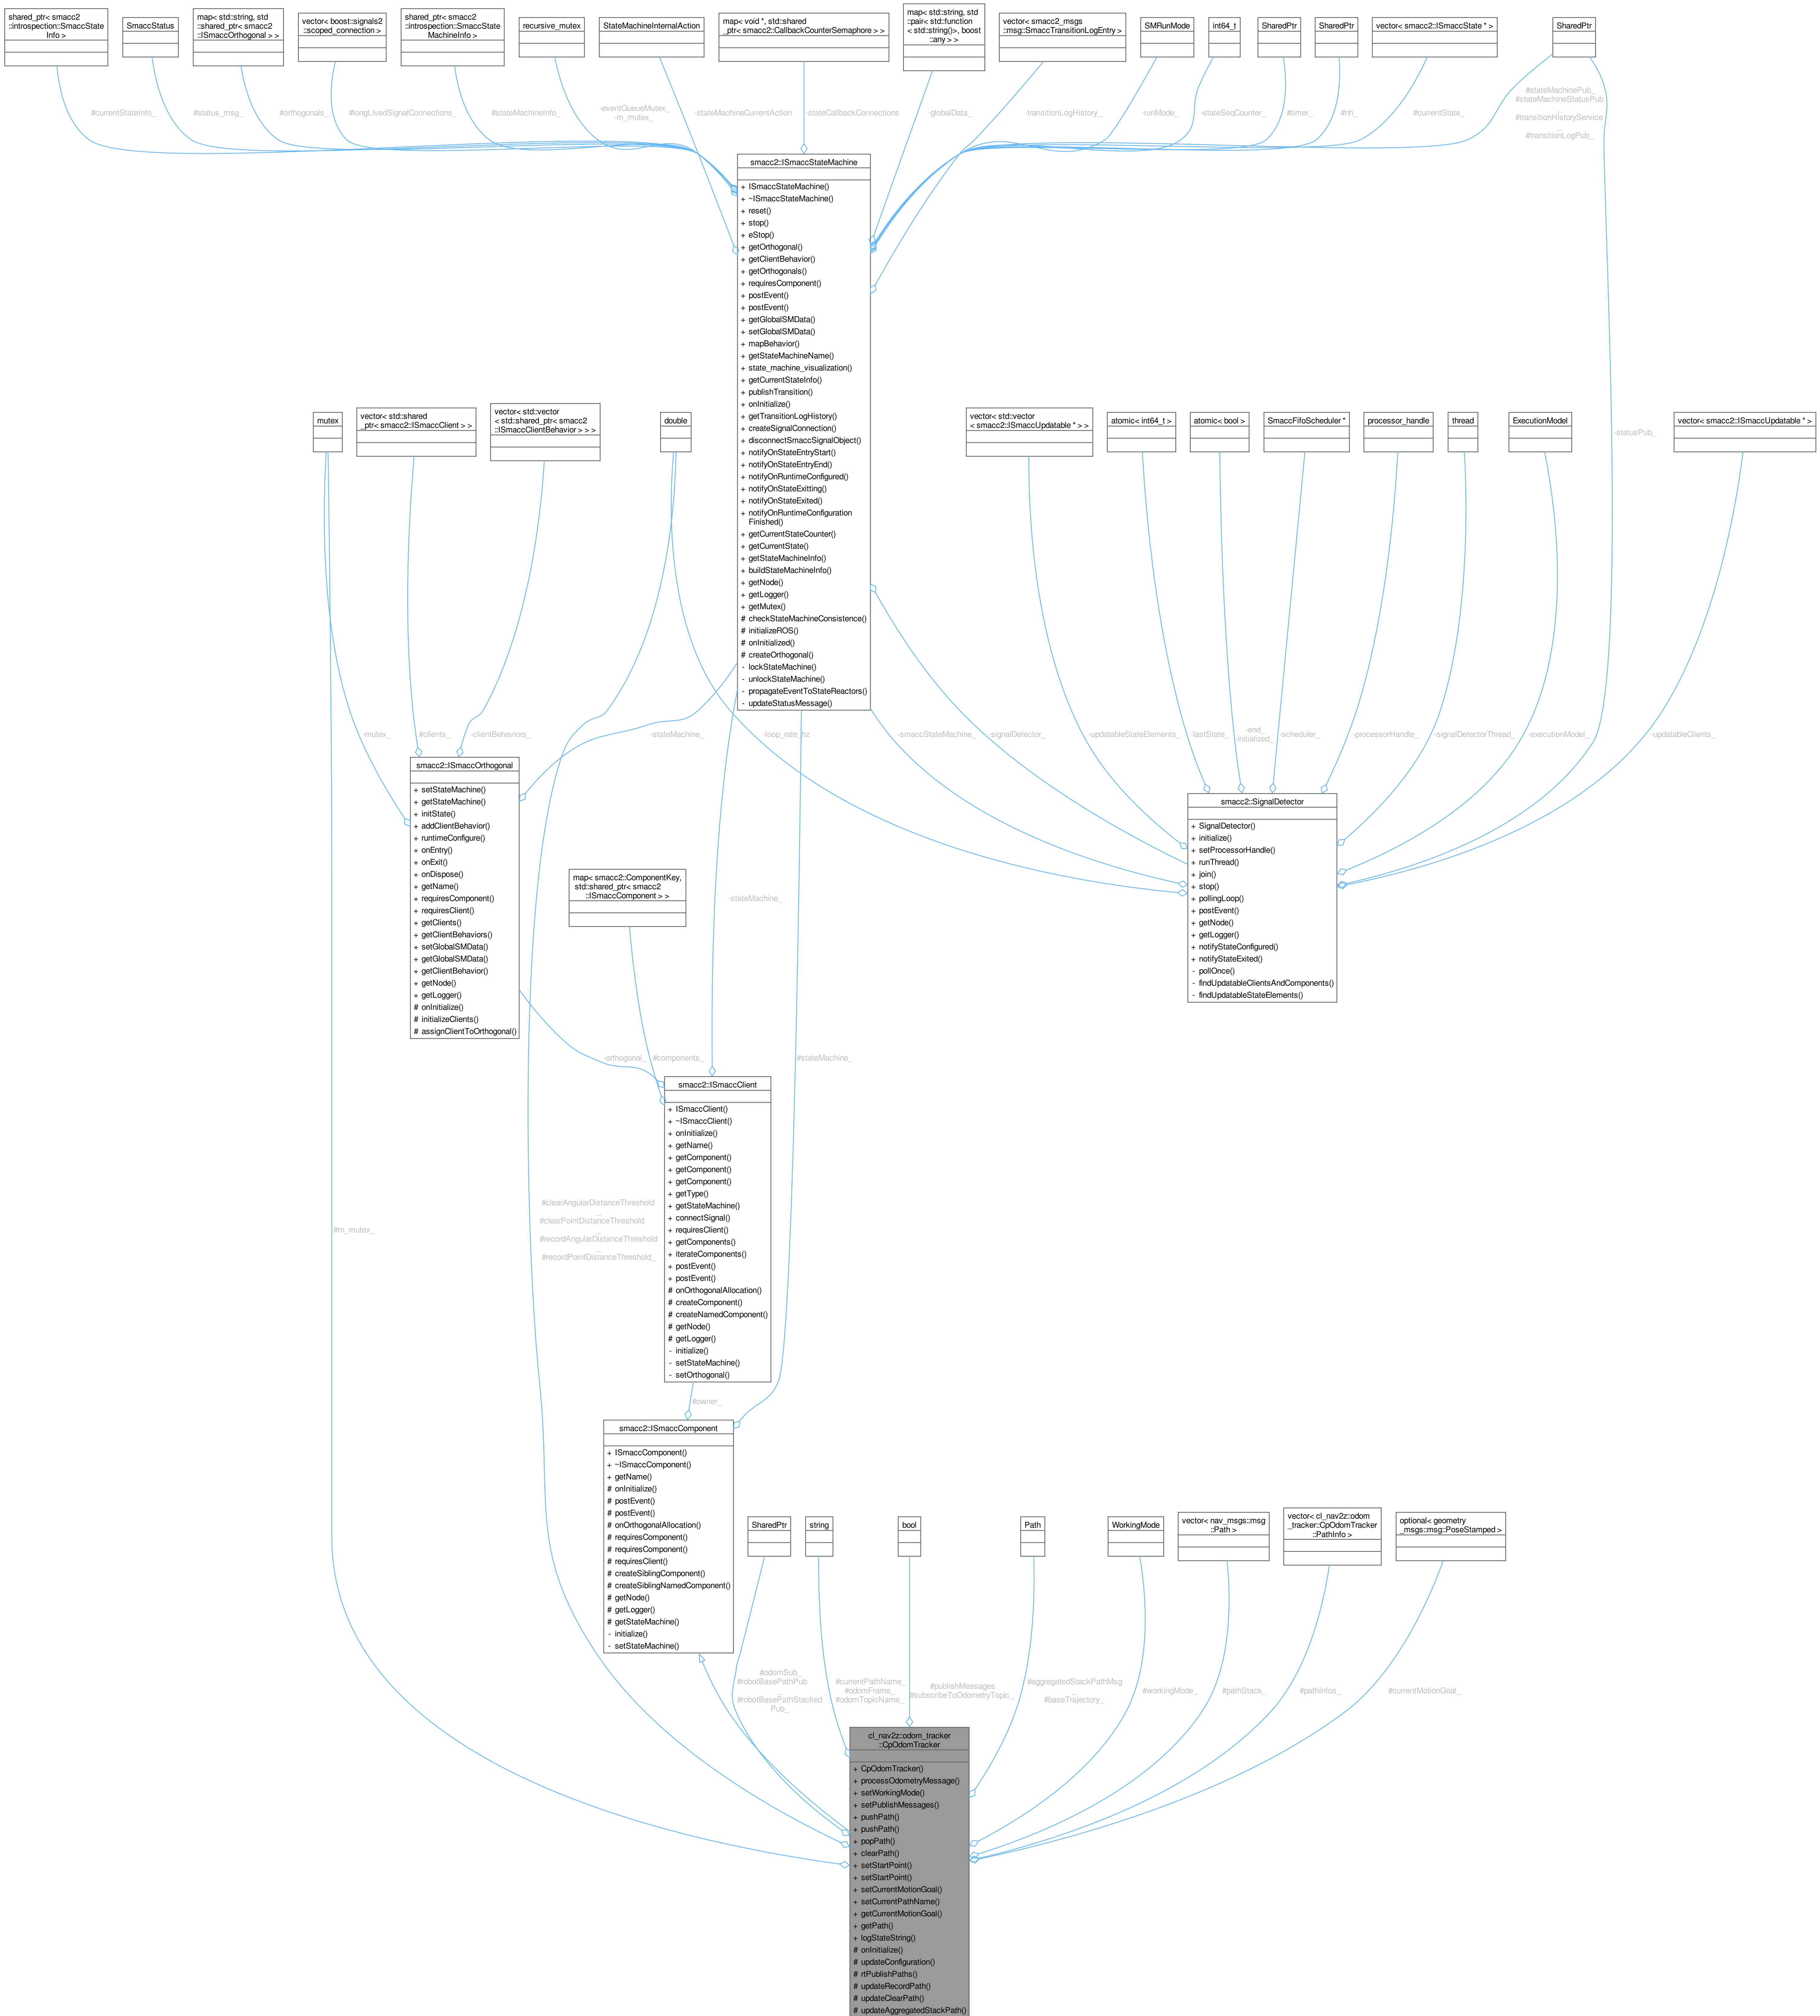 shared_ptr< smacc2
::introspection::SmaccState
Info >
SmaccStatus
map< std::string, std
::shared_ptr< smacc2
::ISmaccOrthogonal > >
vector< boost::signals2
::scoped_connection >
shared_ptr< smacc2
::introspection::SmaccState
MachineInfo >
recursive_mutex
StateMachineInternalAction
map< void *, std::shared
_ptr< smacc2::CallbackCounterSemaphore > >
map< std::string, std
::pair< std::function
< std::string()>, boost
::any > >
vector< smacc2_msgs
::msg::SmaccTransitionLogEntry >
SMRunMode
int64_t
SharedPtr
SharedPtr
vector< smacc2::ISmaccState * >
SharedPtr
#currentStateInfo_
#status_msg_
#orthogonals_
#longLivedSignalConnections_
#stateMachineInfo_
-eventQueueMutex_
-m_mutex_
-stateMachineCurrentAction
-stateCallbackConnections
-globalData_
-transitionLogHistory_
-runMode_
-stateSeqCounter_
#timer_
#nh_
#currentState_
#stateMachinePub_
#stateMachineStatusPub
_
#transitionHistoryService
_
#transitionLogPub_
smacc2::ISmaccStateMachine
+ ISmaccStateMachine()
+ ~ISmaccStateMachine()
+ reset()
+ stop()
+ eStop()
+ getOrthogonal()
+ getClientBehavior()
+ getOrthogonals()
+ requiresComponent()
+ postEvent()
+ postEvent()
+ getGlobalSMData()
+ setGlobalSMData()
+ mapBehavior()
+ getStateMachineName()
+ state_machine_visualization()
+ getCurrentStateInfo()
+ publishTransition()
+ onInitialize()
+ getTransitionLogHistory()
+ createSignalConnection()
+ disconnectSmaccSignalObject()
+ notifyOnStateEntryStart()
+ notifyOnStateEntryEnd()
+ notifyOnRuntimeConfigured()
+ notifyOnStateExitting()
+ notifyOnStateExited()
+ notifyOnRuntimeConfiguration
Finished()
+ getCurrentStateCounter()
+ getCurrentState()
+ getStateMachineInfo()
+ buildStateMachineInfo()
+ getNode()
+ getLogger()
+ getMutex()
# checkStateMachineConsistence()
# initializeROS()
# onInitialized()
# createOrthogonal()
- lockStateMachine()
- unlockStateMachine()
- propagateEventToStateReactors()
- updateStatusMessage()
mutex
vector< std::shared
_ptr< smacc2::ISmaccClient > >
vector< std::vector
< std::shared_ptr< smacc2
::ISmaccClientBehavior > > >
double
vector< std::vector
< smacc2::ISmaccUpdatable * > >
atomic< int64_t >
atomic< bool >
SmaccFifoScheduler *
processor_handle
thread
ExecutionModel
-statusPub_
vector< smacc2::ISmaccUpdatable * >
-mutex_
#clients_
-clientBehaviors_
-stateMachine_
-loop_rate_hz
-smaccStateMachine_
-signalDetector_
-updatableStateElements_
-lastState_
-end_
-initialized_
-scheduler_
-processorHandle_
-signalDetectorThread_
-executionModel_
-updatableClients_
smacc2::ISmaccOrthogonal
+ setStateMachine()
+ getStateMachine()
+ initState()
+ addClientBehavior()
+ runtimeConfigure()
+ onEntry()
+ onExit()
+ onDispose()
+ getName()
+ requiresComponent()
+ requiresClient()
+ getClients()
+ getClientBehaviors()
+ setGlobalSMData()
+ getGlobalSMData()
+ getClientBehavior()
+ getNode()
+ getLogger()
# onInitialize()
# initializeClients()
# assignClientToOrthogonal()
smacc2::SignalDetector
+ SignalDetector()
+ initialize()
+ setProcessorHandle()
+ runThread()
+ join()
+ stop()
+ pollingLoop()
+ postEvent()
+ getNode()
+ getLogger()
+ notifyStateConfigured()
+ notifyStateExited()
- pollOnce()
- findUpdatableClientsAndComponents()
- findUpdatableStateElements()
map< smacc2::ComponentKey,
std::shared_ptr< smacc2
::ISmaccComponent > >
-stateMachine_
-orthogonal_
#components_
#stateMachine_
smacc2::ISmaccClient
+ ISmaccClient()
+ ~ISmaccClient()
+ onInitialize()
+ getName()
+ getComponent()
+ getComponent()
+ getComponent()
+ getType()
+ getStateMachine()
+ connectSignal()
+ requiresClient()
+ getComponents()
+ iterateComponents()
+ postEvent()
+ postEvent()
# onOrthogonalAllocation()
# createComponent()
# createNamedComponent()
# getNode()
# getLogger()
- initialize()
- setStateMachine()
- setOrthogonal()
#m_mutex_
#clearAngularDistanceThreshold
_
#clearPointDistanceThreshold
_
#recordAngularDistanceThreshold
_
#recordPointDistanceThreshold_
#owner_
smacc2::ISmaccComponent
+ ISmaccComponent()
+ ~ISmaccComponent()
+ getName()
# onInitialize()
# postEvent()
# postEvent()
# onOrthogonalAllocation()
# requiresComponent()
# requiresComponent()
# requiresClient()
# createSiblingComponent()
# createSiblingNamedComponent()
# getNode()
# getLogger()
# getStateMachine()
- initialize()
- setStateMachine()
SharedPtr
string
bool
Path
WorkingMode
vector< nav_msgs::msg
::Path >
vector< cl_nav2z::odom
_tracker::CpOdomTracker
::PathInfo >
optional< geometry
_msgs::msg::PoseStamped >
#odomSub_
#robotBasePathPub
_
#robotBasePathStacked
Pub_
#currentPathName_
#odomFrame_
#odomTopicName_
#publishMessages
#subscribeToOdometryTopic_
#aggregatedStackPathMsg
_
#baseTrajectory_
#workingMode_
#pathStack_
#pathInfos_
#currentMotionGoal_
cl_nav2z::odom_tracker
::CpOdomTracker
+ CpOdomTracker()
+ processOdometryMessage()
+ setWorkingMode()
+ setPublishMessages()
+ pushPath()
+ pushPath()
+ popPath()
+ clearPath()
+ setStartPoint()
+ setStartPoint()
+ setCurrentMotionGoal()
+ setCurrentPathName()
+ getCurrentMotionGoal()
+ getPath()
+ logStateString()
# onInitialize()
# updateConfiguration()
# rtPublishPaths()
# updateRecordPath()
# updateClearPath()
# updateAggregatedStackPath()